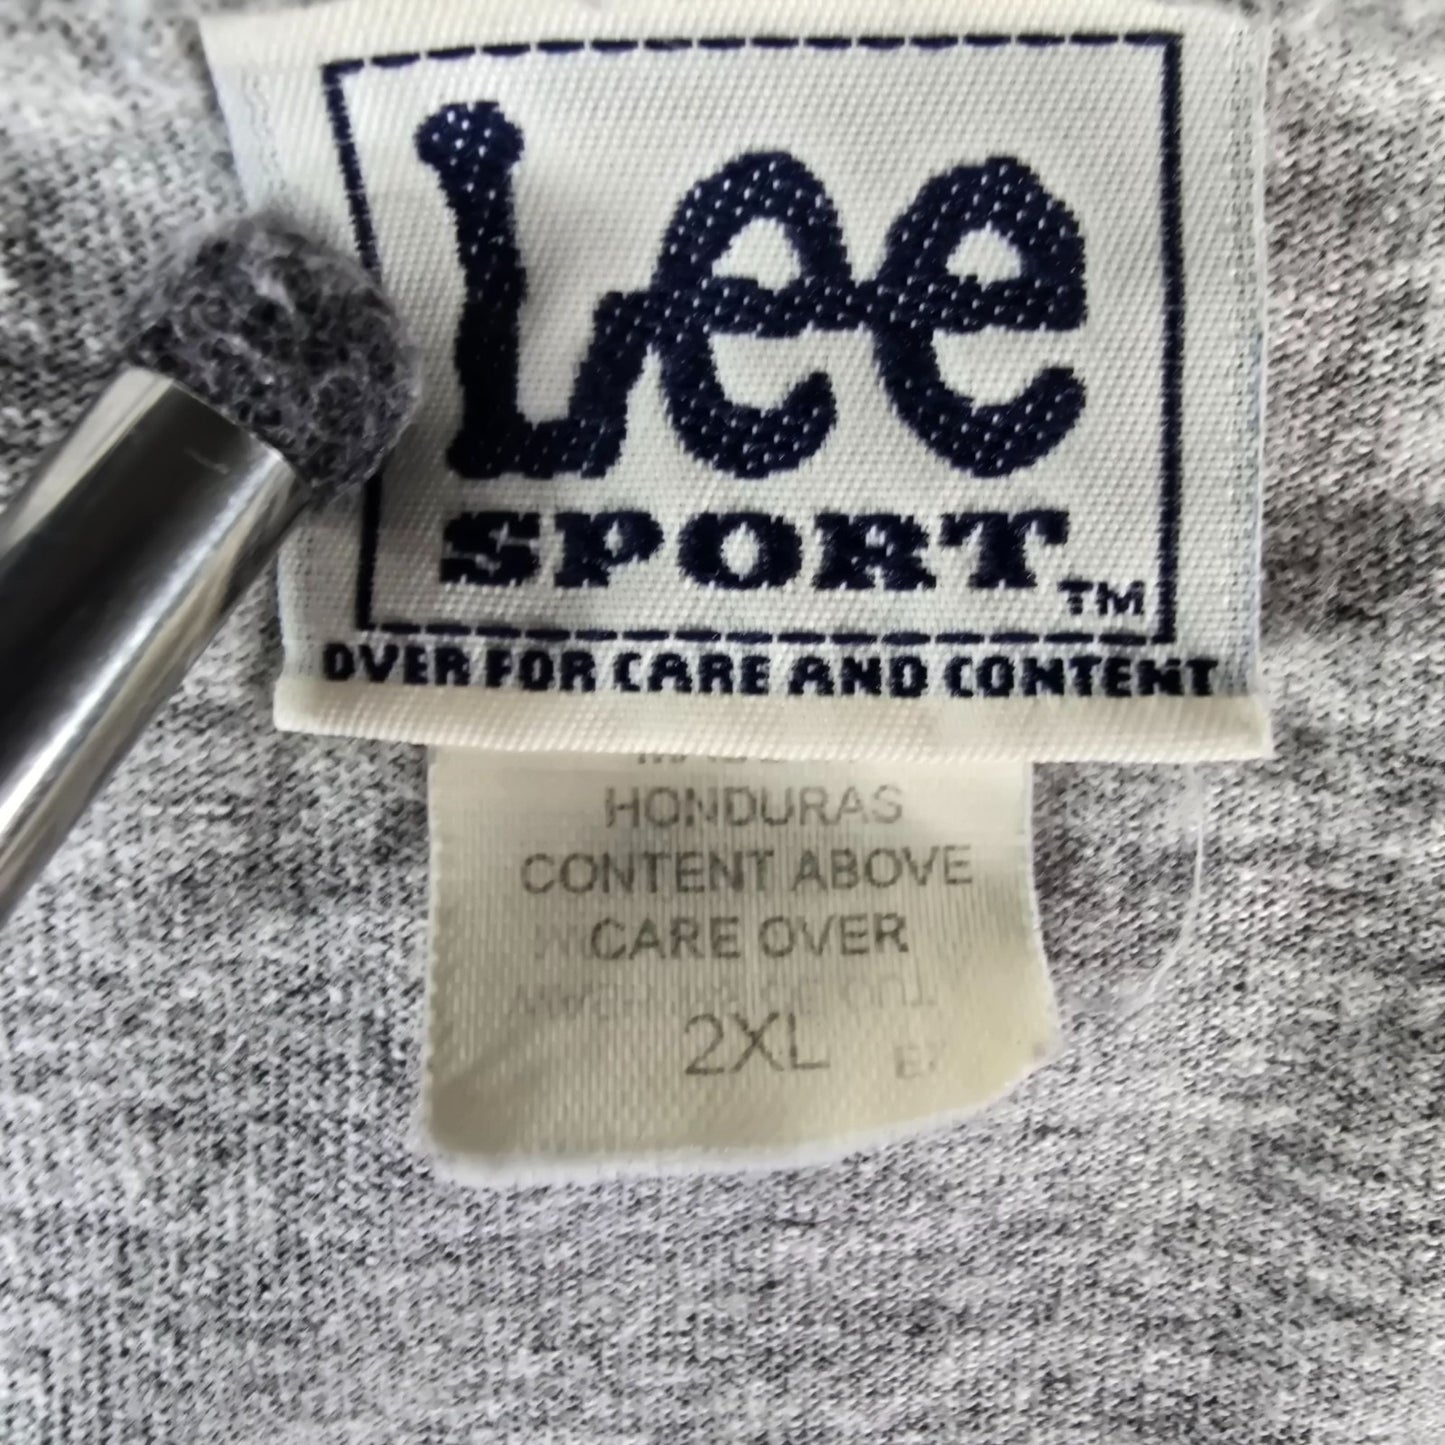 Lee
SPORT
TM
OVER FOR CARE AND CONTENT
HONDURAS
CONTENT ABOVE
CARE OVER
2XL